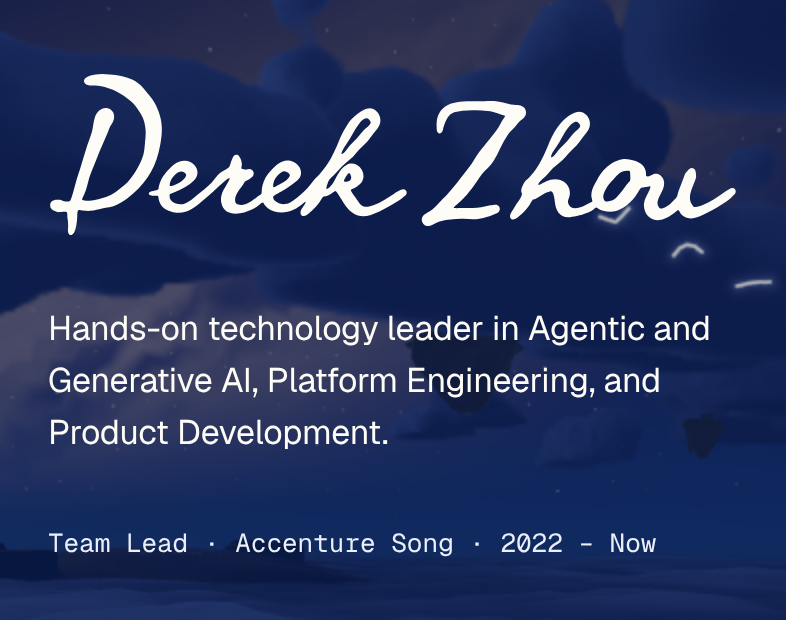 Derek Zhou
Hands-on technology leader in Agentic and
Generative AI, Platform Engineering, and
Product Development.
Team Lead · Accenture Song · 2022 – Now